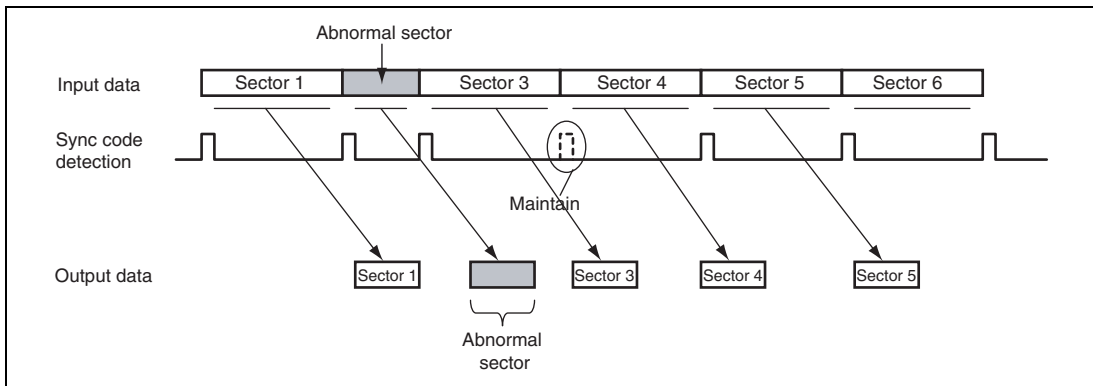 Abnormal sector
Input data
Sector 1
Sector 3
Sector 4
Sector 5
Sector 6
Sync code
detection
Maintain
Output data
Sector 1
Sector 3
Sector 4
Sector 5
Abnormal
sector